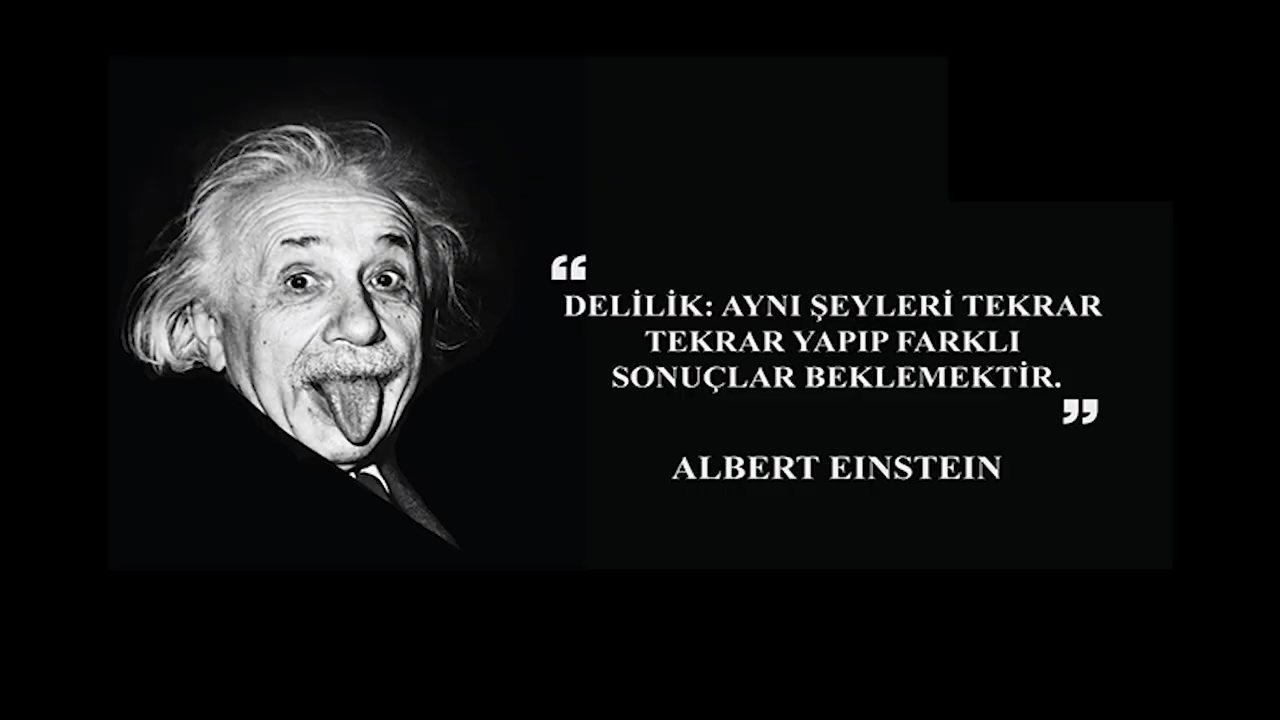 “
DELİLİK: AYNI ŞEYLERİ TEKRAR
TEKRAR YAPIP FARKLI
SONUÇLAR BEKLEMEKTİR.
”
ALBERT EINSTEIN